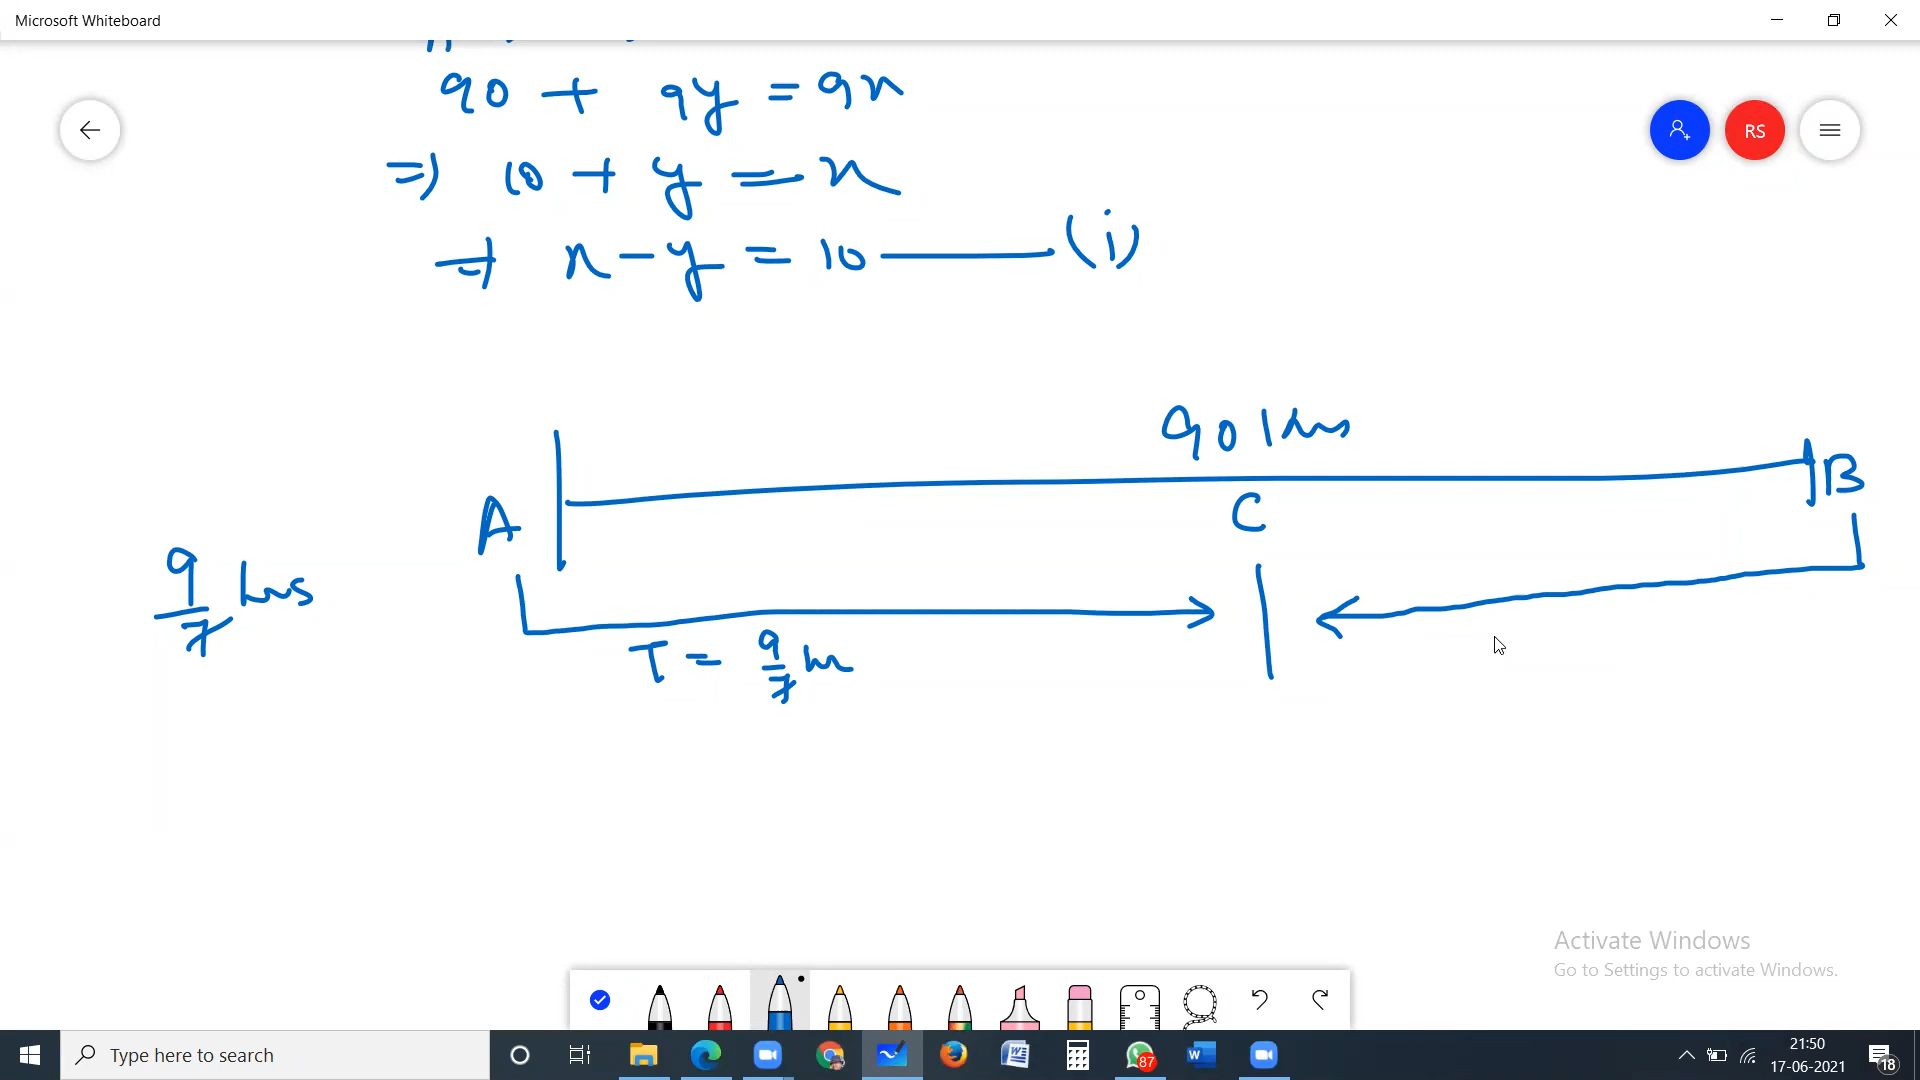 Microsoft Whiteboard
90 + 9y = 9x
⇒ 10 + y = x
⇒ x - y = 10 —— (i)
RS
90 kms
A
C
B
9/7 hrs
T = 9/7 hr
Activate Windows
Go to Settings to activate Windows.
Type here to search
87
21:50
17-06-2021
18